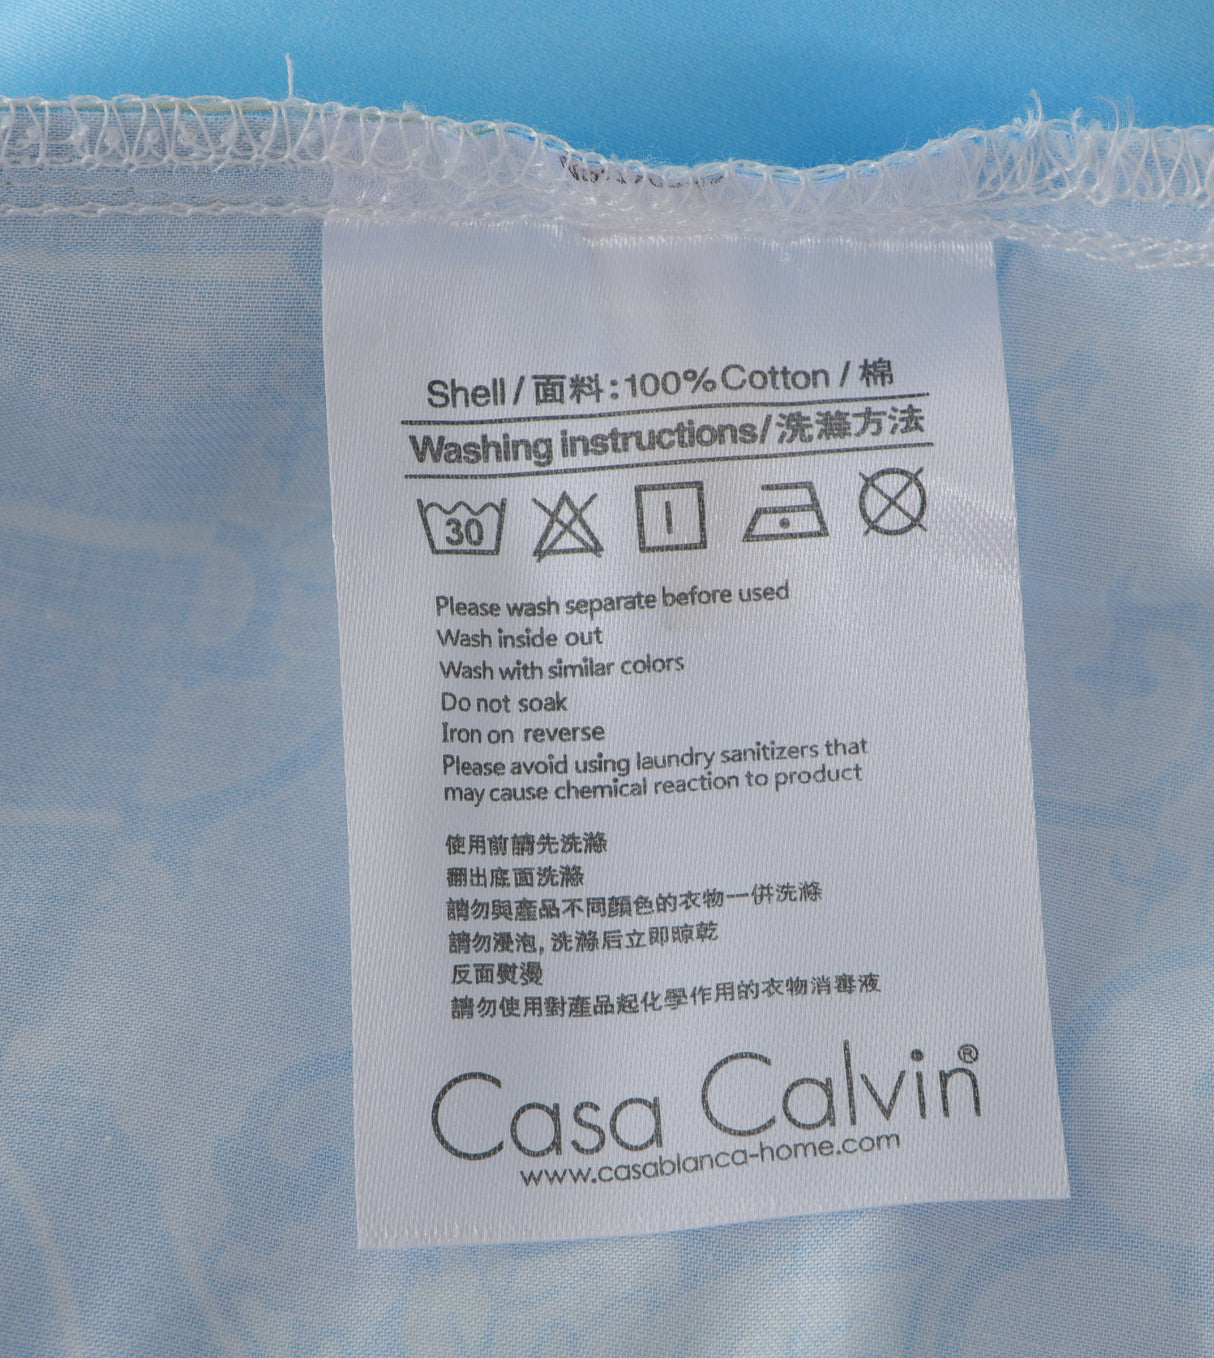 Shell / 面料 : 100% Cotton / 棉
Washing instructions/ 洗滌方法
30
Please wash separate before used
Wash inside out
Wash with similar colors
Do not soak
Iron on reverse
Please avoid using laundry sanitizers that
may cause chemical reaction to product
使用前請先洗滌
翻出底面洗滌
請勿與產品不同顏色的衣物一併洗滌
請勿浸泡, 洗滌后立即晾乾
反面熨燙
請勿使用對產品起化學作用的衣物消毒液
Casa Calvin®
www.casablanca-home.com